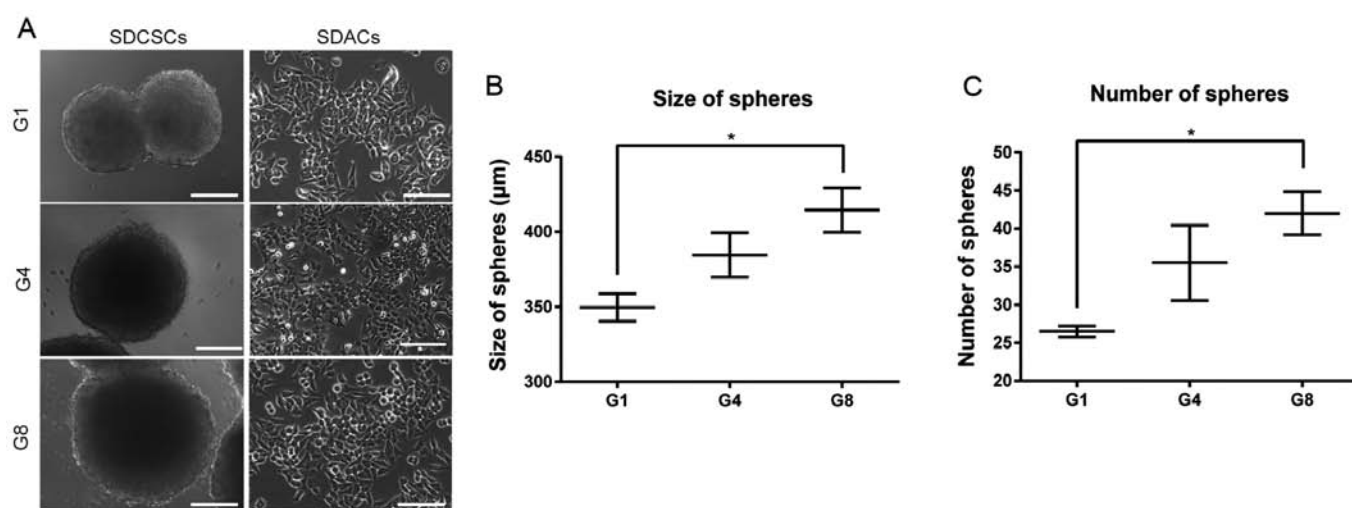 A
SDCSCs
SDACs
G1
G4
G8
B
Size of spheres
*
Size of spheres (µm)
450
400
350
300
G1
G4
G8
C
Number of spheres
*
Number of spheres
50
45
40
35
30
25
20
G1
G4
G8